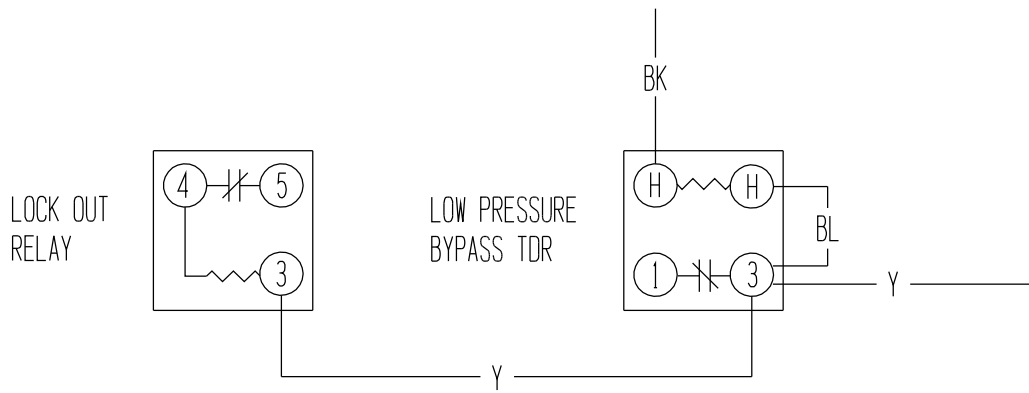 BK
LOCK OUT
RELAY
4
5
3
LOW PRESSURE
BYPASS TDR
H
H
1
3
BL
Y
Y